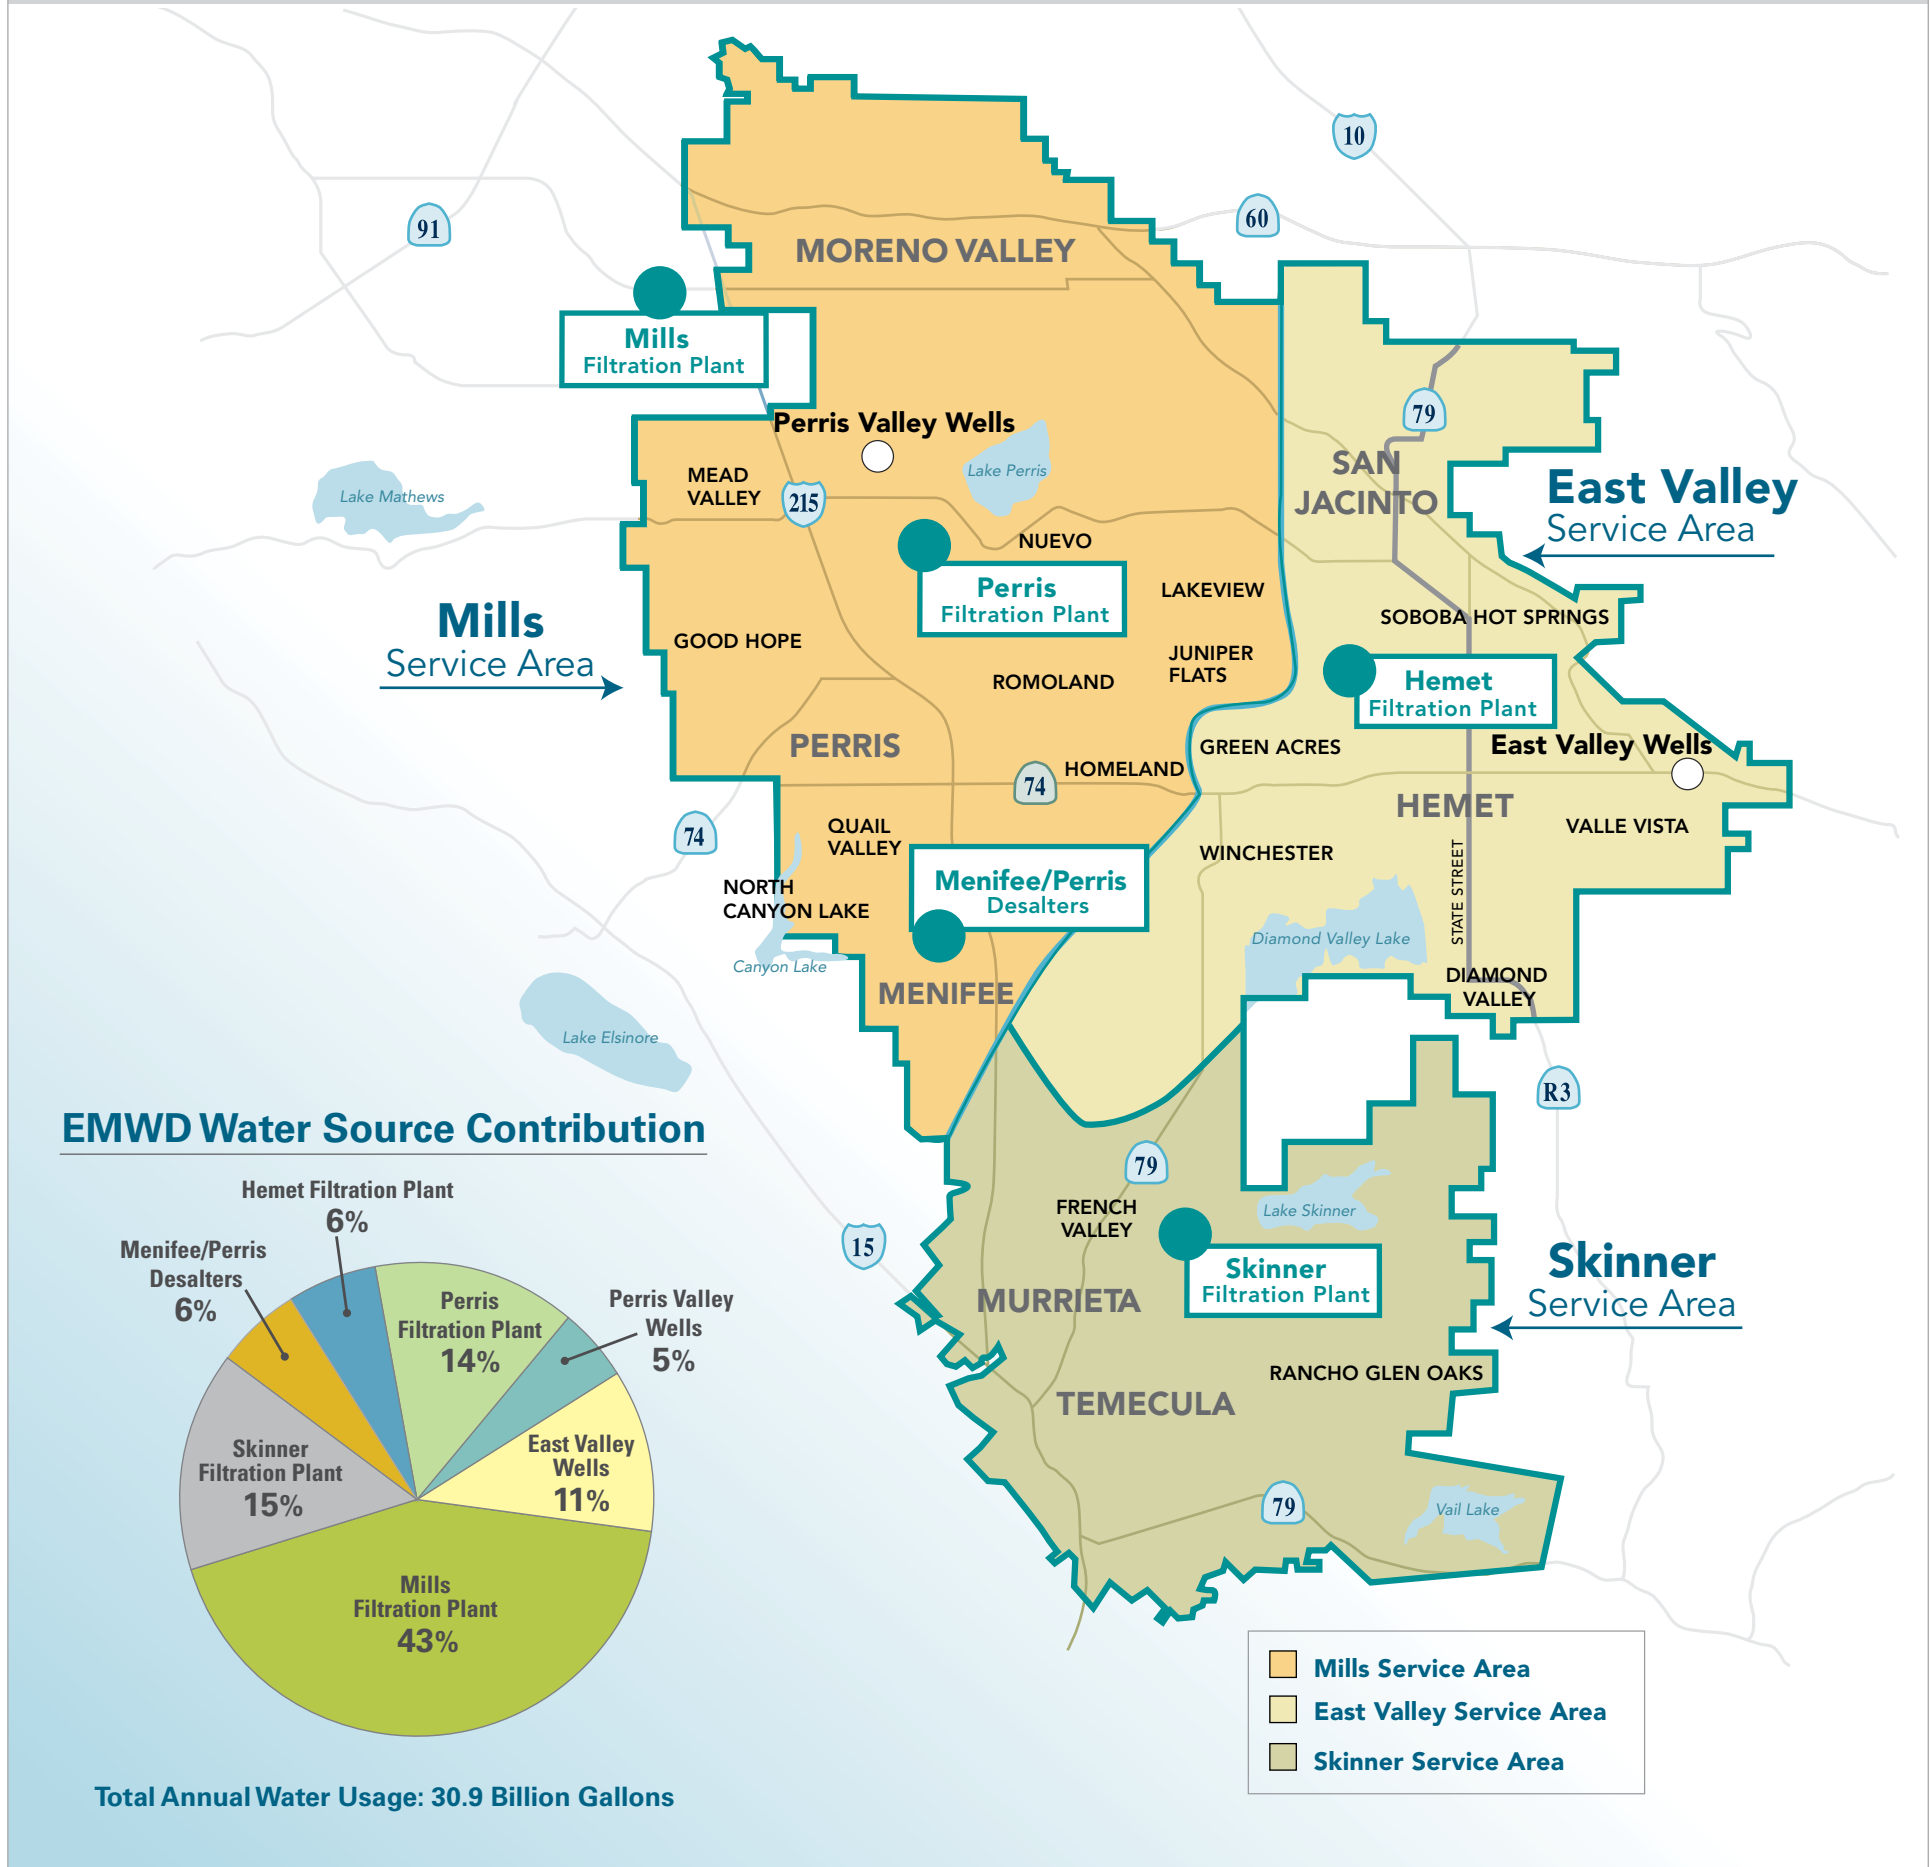 10
60
91
MORENO VALLEY
Mills
Filtration Plant
79
Perris Valley Wells
Lake Perris
SAN
JACINTO
MEAD
VALLEY
215
Lake Mathews
East Valley
Service Area
NUEVO
Perris
Filtration Plant
LAKEVIEW
Mills
Service Area
SOBOBA HOT SPRINGS
GOOD HOPE
JUNIPER
FLATS
ROMOLAND
Hemet
Filtration Plant
PERRIS
GREEN ACRES
East Valley Wells
HOMELAND
74
HEMET
74
QUAIL
VALLEY
VALLE VISTA
WINCHESTER
STATE STREET
Menifee/Perris
Desalters
NORTH
CANYON LAKE
Diamond Valley Lake
Canyon Lake
DIAMOND
VALLEY
MENIFEE
Lake Elsinore
R3
EMWD Water Source Contribution
79
Hemet Filtration Plant
6%
FRENCH
VALLEY
Lake Skinner
15
Menifee/Perris
Desalters
6%
Skinner
Filtration Plant
Skinner
Service Area
Perris
Filtration Plant
14%
Perris Valley
Wells
5%
MURRIETA
RANCHO GLEN OAKS
TEMECULA
East Valley
Wells
11%
Skinner
Filtration Plant
15%
79
Vail Lake
Mills
Filtration Plant
43%
Mills Service Area
East Valley Service Area
Skinner Service Area
Total Annual Water Usage: 30.9 Billion Gallons